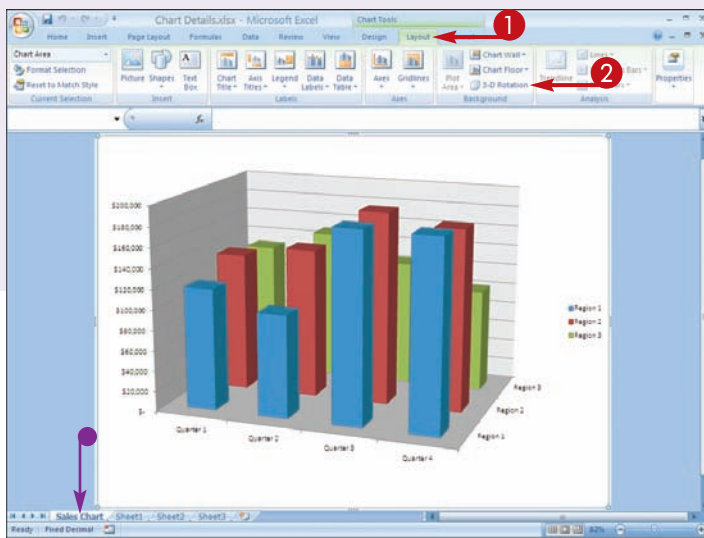 Chart Details.xlsx - Microsoft Excel
Chart Tools
1
Home Insert Page Layout Formulas Data Review View Design Layout
Chart Area
Format Selection
Reset to Match Style
Current Selection
Picture Shapes Text Box
Insert
Chart Title Axis Titles Legend Data Labels Data Table
Labels
Axes Gridlines
Axes
Plot Area
Chart Wall
Chart Floor
3-D Rotation
Background
2
Trendline
Lines
Bars
Analysis
Properties
fx
$200,000
$180,000
$160,000
$140,000
$120,000
$100,000
$80,000
$60,000
$40,000
$20,000
$-
Quarter 1
Quarter 2
Quarter 3
Quarter 4
Region 1
Region 2
Region 3
Region 1
Region 2
Region 3
Sales Chart Sheet1 Sheet2 Sheet3
Ready Fixed Decimal 82%